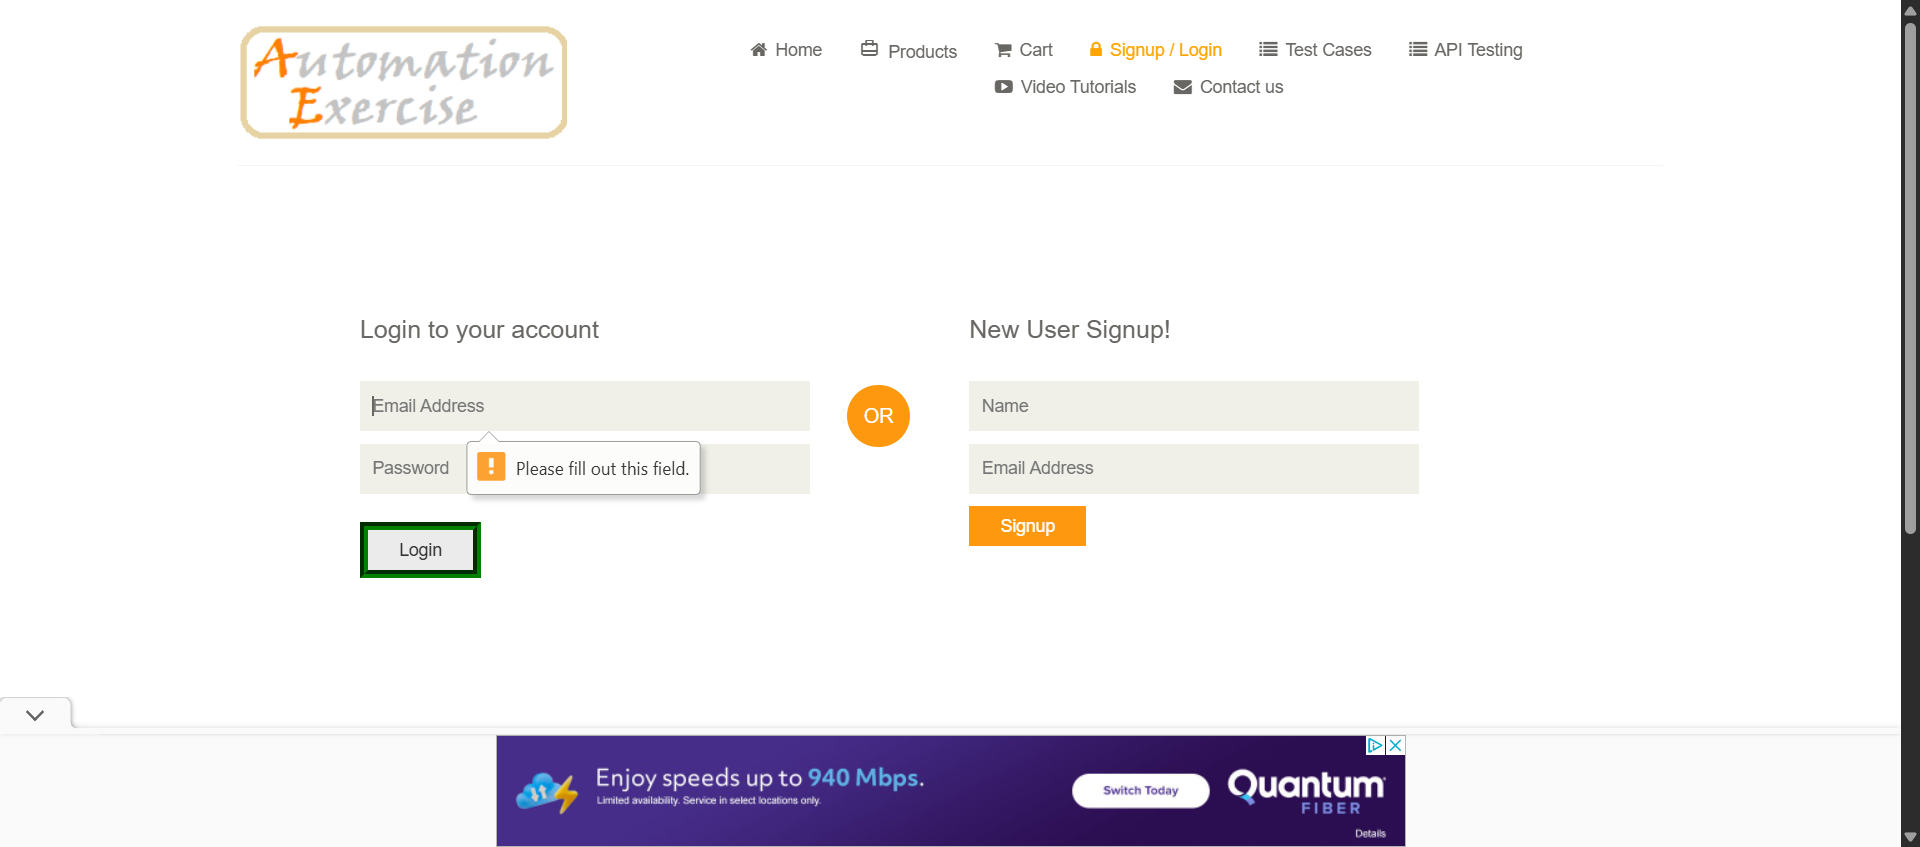 Automation
Exercise
Home
Products
Cart
Signup / Login
Test Cases
API Testing
Video Tutorials
Contact us
Login to your account
Email Address
Password
Please fill out this field.
Login
OR
New User Signup!
Name
Email Address
Signup
Enjoy speeds up to 940 Mbps.
Limited availability. Service in select locations only.
Switch Today
Quantum
FIBER
Details